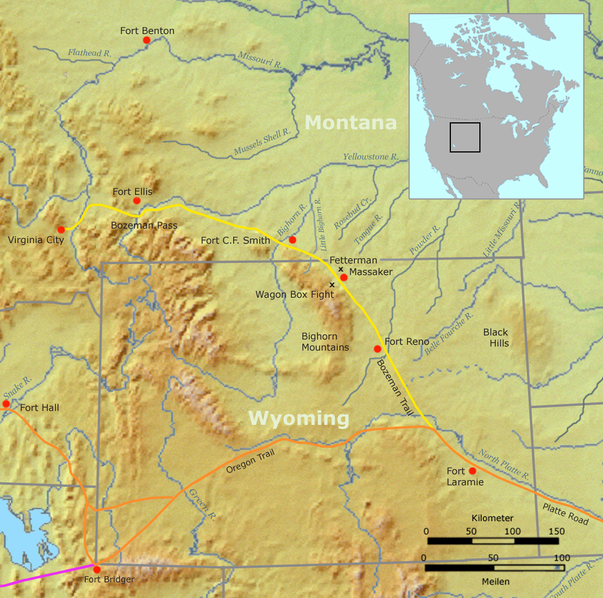 Fort Benton
Flathead R.
Missouri R.
Montana
Mussels Shell R.
Yellowstone R.
Fort Ellis
Bozeman Pass
Virginia City
Fort C.F. Smith
Bighorn R.
Little Bighorn R.
Rosebud Cr.
Tongue R.
Powder R.
Little Missouri R.
Fetterman
Massaker
Wagon Box Fight
Bighorn
Mountains
Fort Reno
Belle Fourche R.
Black
Hills
Bozeman Trail
Snake R.
Fort Hall
Wyoming
Oregon Trail
Green R.
North Platte R.
Fort
Laramie
Platte Road
Kilometer
0 50 100 150
0 50 100
Meilen
Fort Bridger
South Platte R.